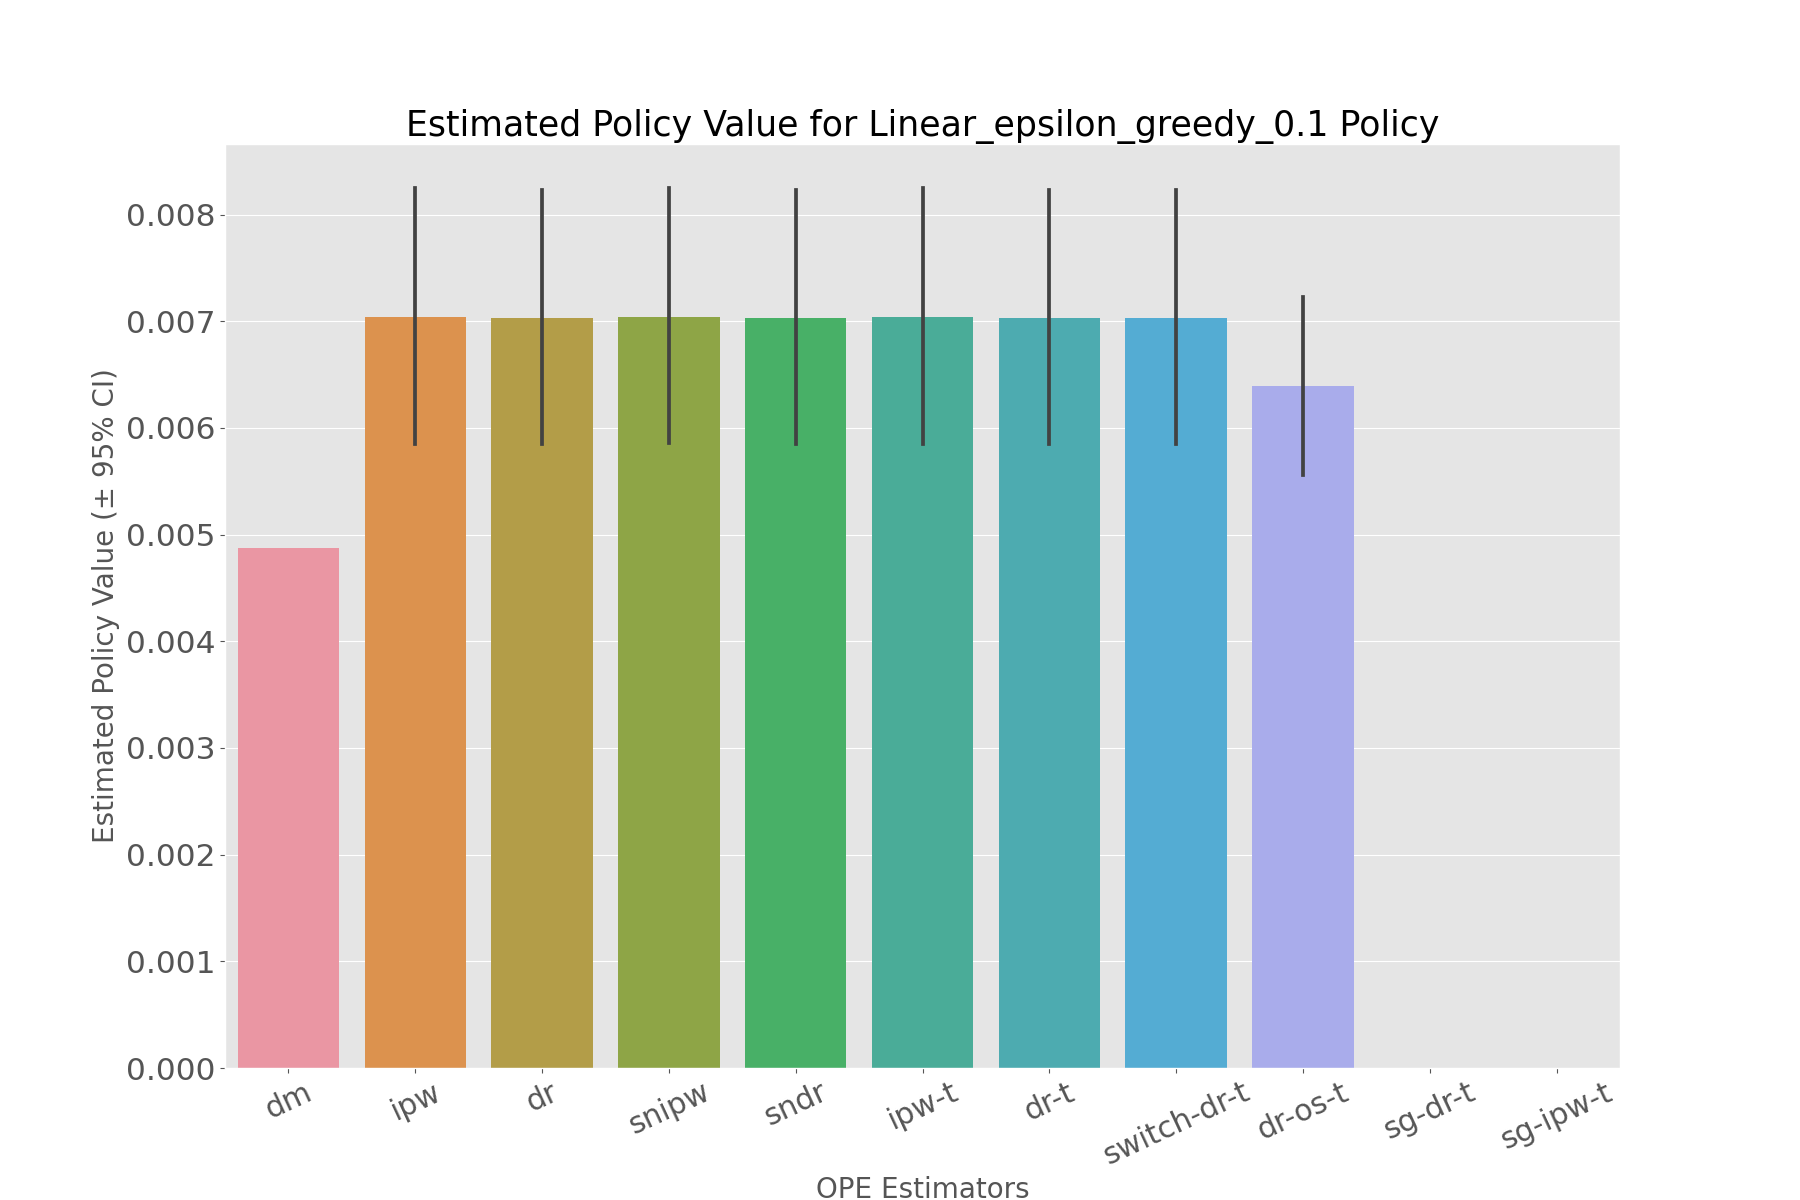 Estimated Policy Value for Linear_epsilon_greedy_0.1 Policy
Estimated Policy Value (± 95% CI)
0.008
0.007
0.006
0.005
0.004
0.003
0.002
0.001
0.000
dm
ipw
dr
snipw
sndr
ipw-t
dr-t
switch-dr-t
dr-os-t
sg-dr-t
sg-ipw-t
OPE Estimators